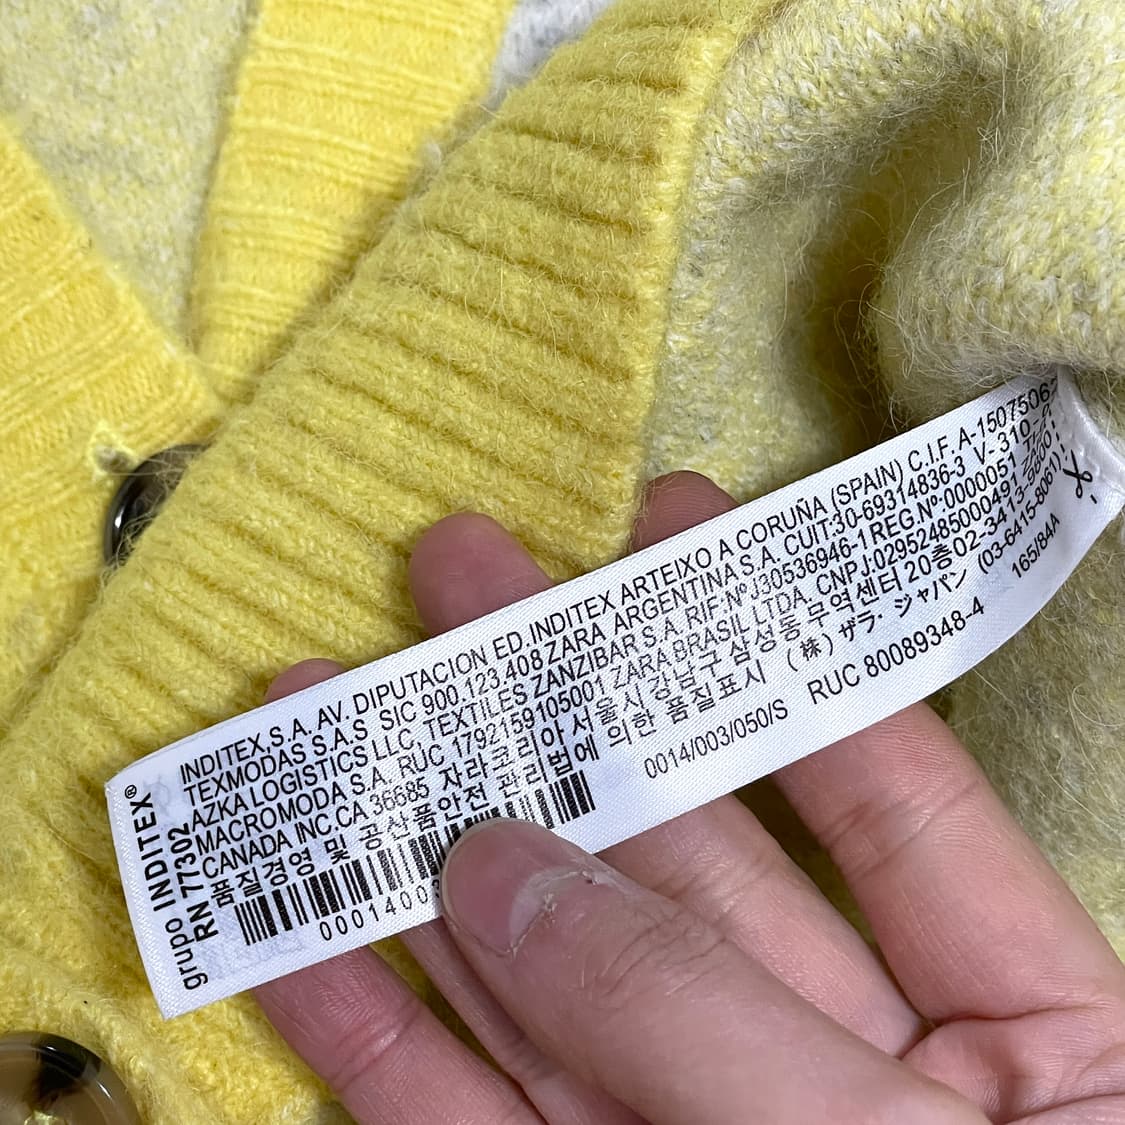 grupo INDITEX®
RN 77302
INDITEX,S.A. AV. DIPUTACION ED.INDITEX ARTEIXO A CORUÑA (SPAIN) C.I.F. A-1507506
TEXMODAS S.A.S SIC 900.123.408 ZARA ARGENTINA S.A. CUIT:30-69314836-3 V-310-
AZKA LOGISTICS LLC, TEXTILES ZANZIBAR S.A. RIF:NºJ30536946-1 REG.Nº:0000051
MACROMODA S.A. RUC 1792159105001 ZARA BRASIL LTDA. CNPJ.02952485000491
CANADA INC.CA 36685 자라코리아서울시강남구삼성동무역센터 20층02-3413-9800
품질경영 및 공산품안전 관리법에 의한 품질표시 (株) ザラ・ジャパン (03-6415-8061)
00014003
0014/003/050/S
RUC 80089348-4
165/84A